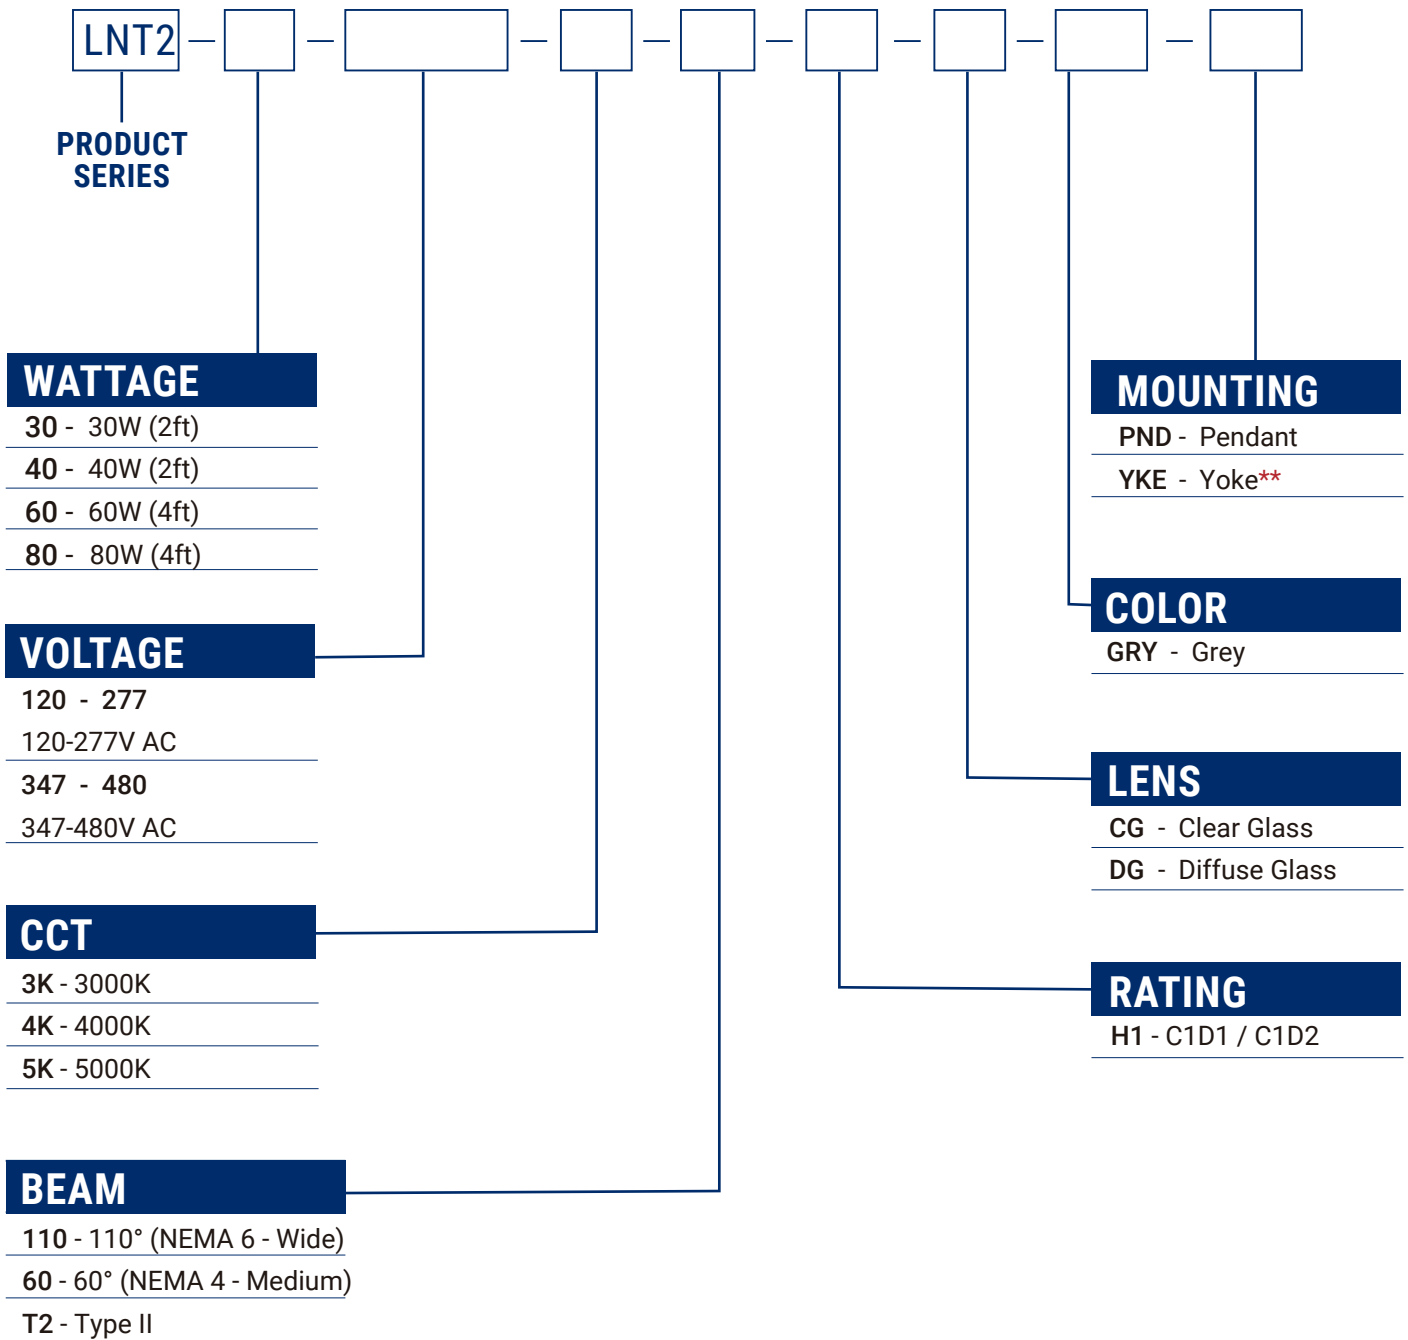 LNT2
PRODUCT
SERIES
WATTAGE
30 - 30W (2ft)
40 - 40W (2ft)
60 - 60W (4ft)
80 - 80W (4ft)
VOLTAGE
120 - 277
120-277V AC
347 - 480
347-480V AC
CCT
3K - 3000K
4K - 4000K
5K - 5000K
BEAM
110 - 110° (NEMA 6 - Wide)
60 - 60° (NEMA 4 - Medium)
T2 - Type II
MOUNTING
PND - Pendant
YKE - Yoke**
COLOR
GRY - Grey
LENS
CG - Clear Glass
DG - Diffuse Glass
RATING
H1 - C1D1 / C1D2